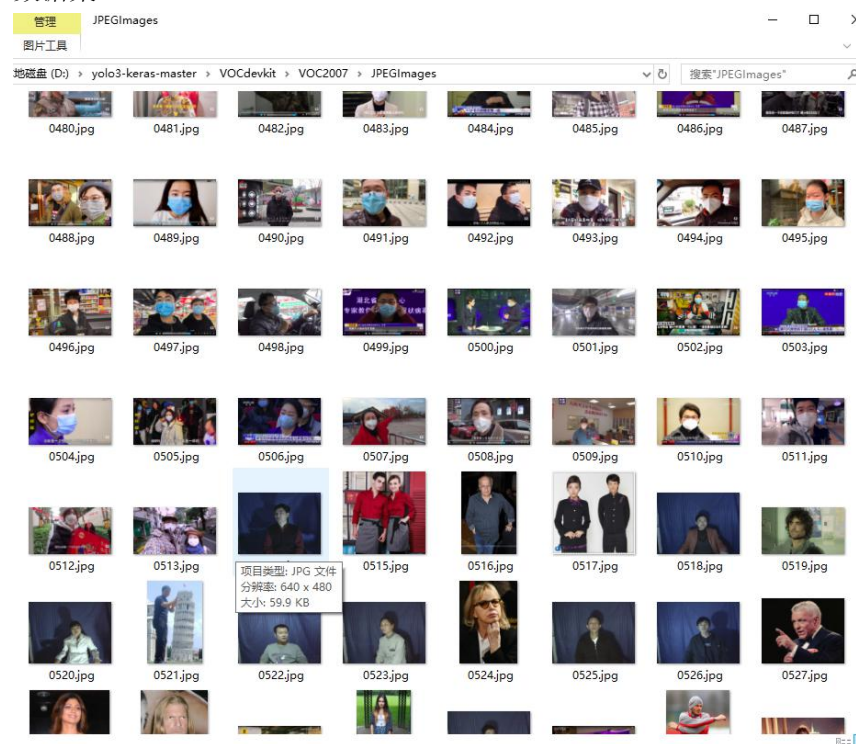 管理 JPEGImages
图片工具
地磁盘 (D:) › yolo3-keras-master › VOCdevkit › VOC2007 › JPEGImages
搜索"JPEGImages"
0480.jpg 0481.jpg 0482.jpg 0483.jpg 0484.jpg 0485.jpg 0486.jpg 0487.jpg
0488.jpg 0489.jpg 0490.jpg 0491.jpg 0492.jpg 0493.jpg 0494.jpg 0495.jpg
0496.jpg 0497.jpg 0498.jpg 0499.jpg 0500.jpg 0501.jpg 0502.jpg 0503.jpg
0504.jpg 0505.jpg 0506.jpg 0507.jpg 0508.jpg 0509.jpg 0510.jpg 0511.jpg
0512.jpg 0513.jpg 0515.jpg 0516.jpg 0517.jpg 0518.jpg 0519.jpg
项目类型: JPG 文件
分辨率: 640 x 480
大小: 59.9 KB
0520.jpg 0521.jpg 0522.jpg 0523.jpg 0524.jpg 0525.jpg 0526.jpg 0527.jpg